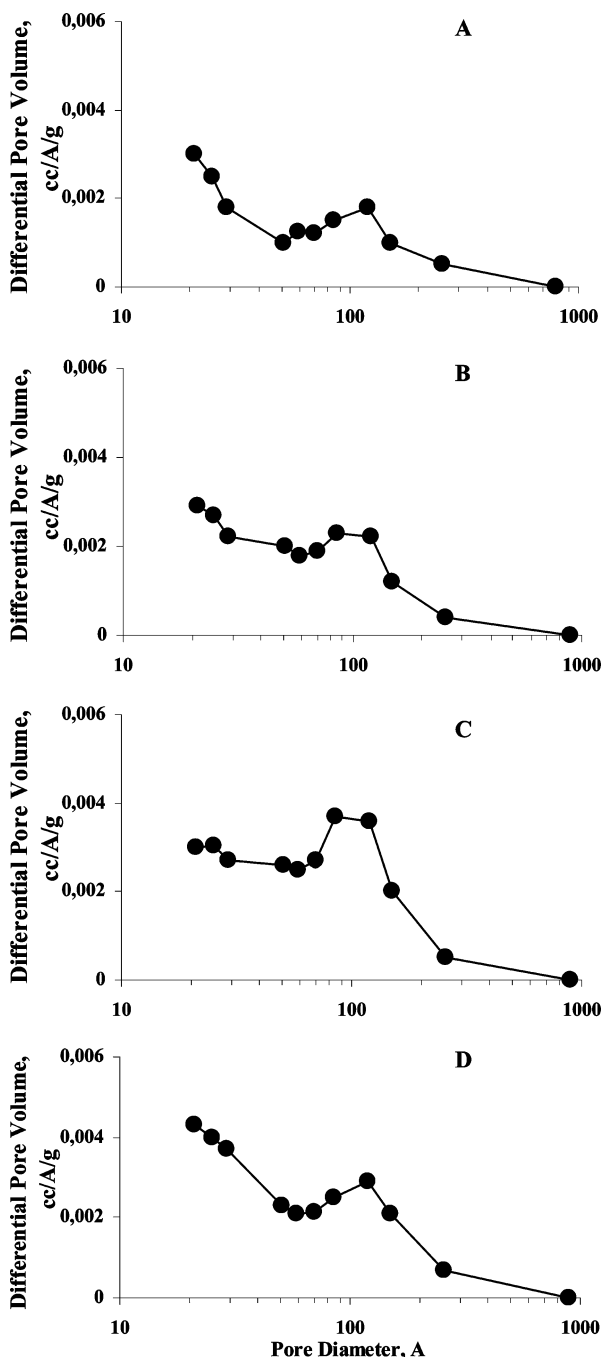 A
Differential Pore Volume,
cc/A/g
0,006
0,004
0,002
0
10
100
1000
B
Differential Pore Volume,
cc/A/g
0,006
0,004
0,002
0
10
100
1000
C
Differential Pore Volume,
cc/A/g
0,006
0,004
0,002
0
10
100
1000
D
Differential Pore Volume,
cc/A/g
0,006
0,004
0,002
0
10
100
1000
Pore Diameter, A